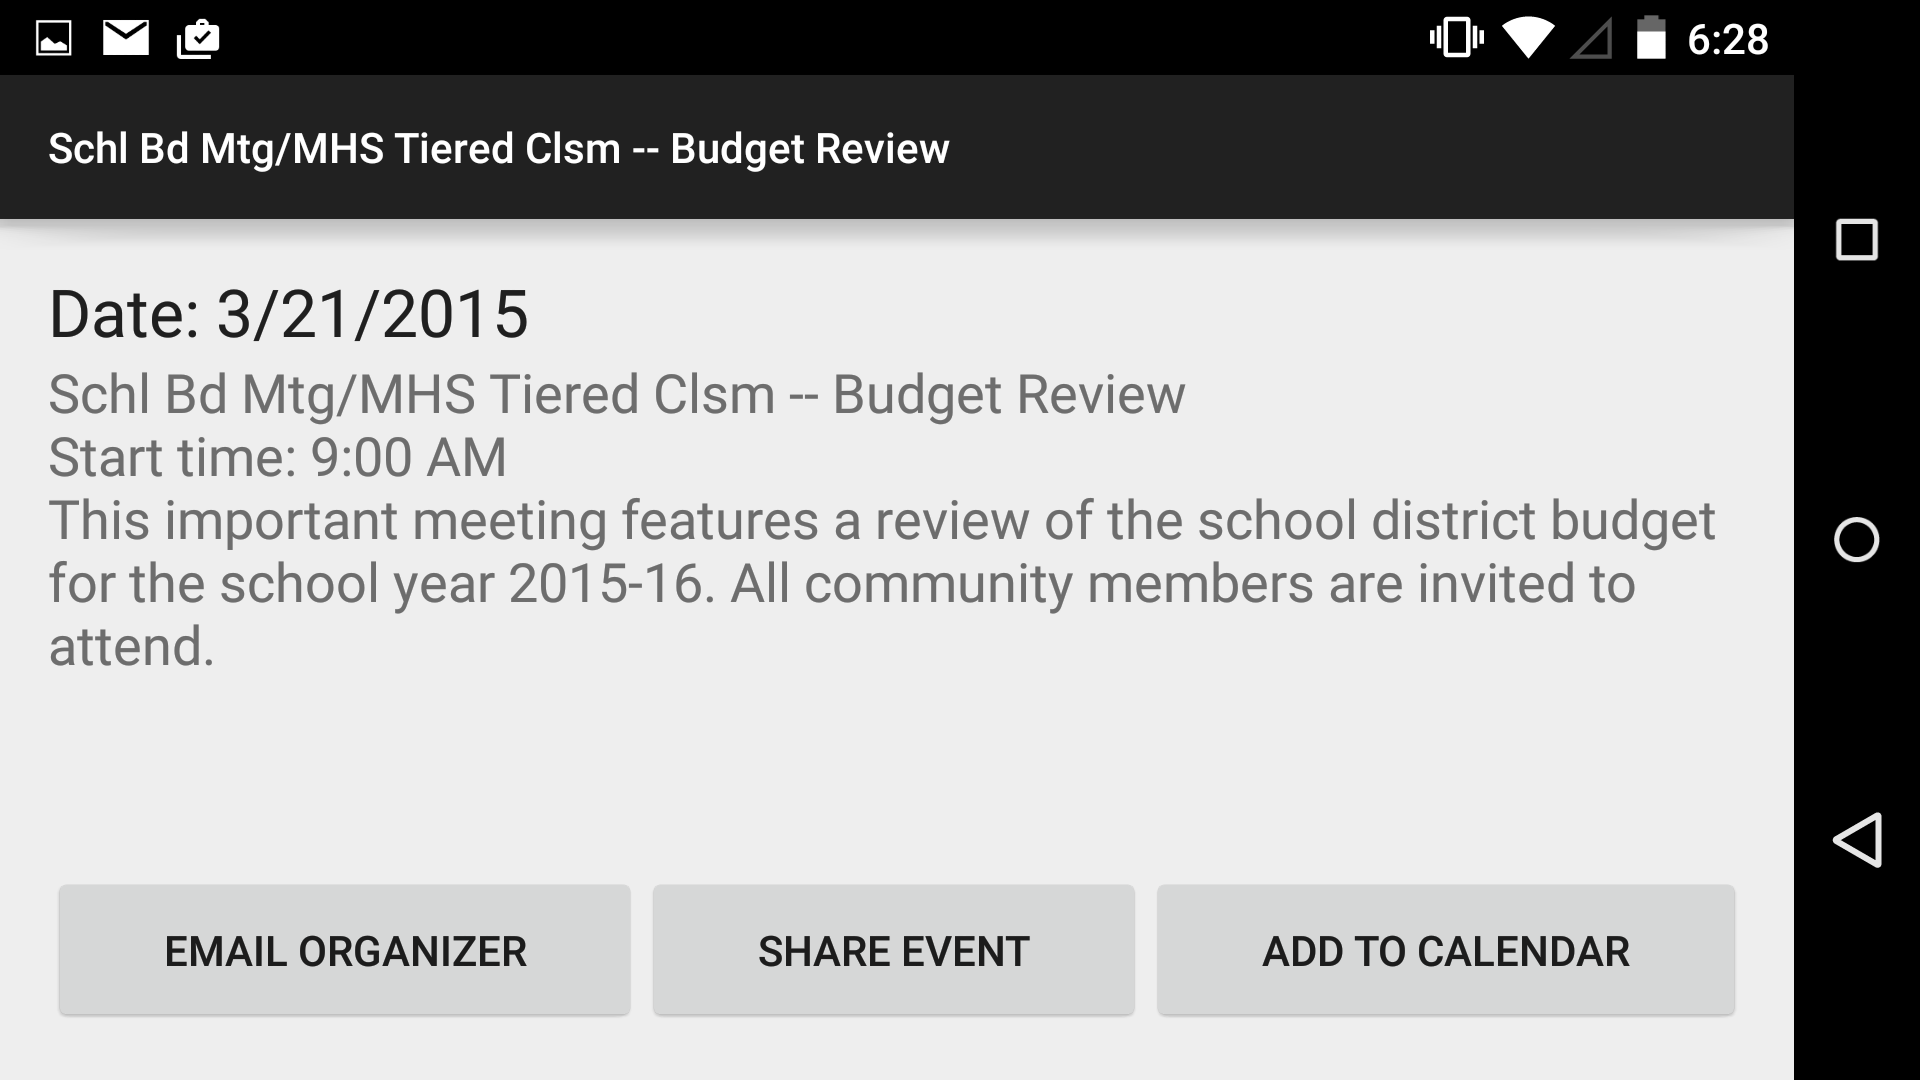 6:28
Schl Bd Mtg/MHS Tiered Clsm -- Budget Review
Date: 3/21/2015
Schl Bd Mtg/MHS Tiered Clsm -- Budget Review
Start time: 9:00 AM
This important meeting features a review of the school district budget
for the school year 2015-16. All community members are invited to
attend.
EMAIL ORGANIZER
SHARE EVENT
ADD TO CALENDAR